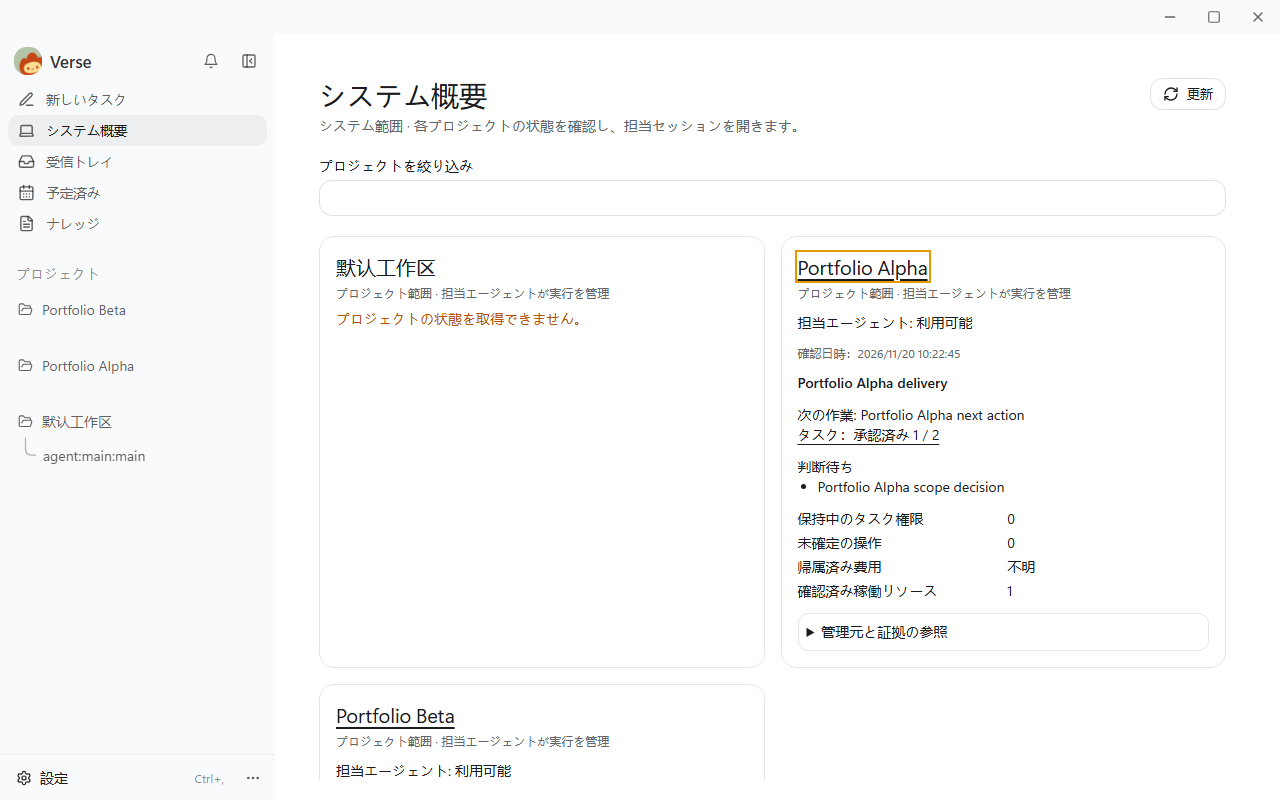 Verse
新しいタスク
システム概要
受信トレイ
予定済み
ナレッジ
プロジェクト
Portfolio Beta
Portfolio Alpha
默认工作区
agent:main:main
設定
Ctrl+,
システム概要
更新
システム範囲 · 各プロジェクトの状態を確認し、担当セッションを開きます。
プロジェクトを絞り込み
默认工作区
プロジェクト範囲 · 担当エージェントが実行を管理
プロジェクトの状態を取得できません。
Portfolio Alpha
プロジェクト範囲 · 担当エージェントが実行を管理
担当エージェント: 利用可能
確認日時: 2026/11/20 10:22:45
Portfolio Alpha delivery
次の作業: Portfolio Alpha next action
タスク: 承認済み 1 / 2
判断待ち
Portfolio Alpha scope decision
保持中のタスク権限 0
未確定の操作 0
帰属済み費用 不明
確認済み稼働リソース 1
管理元と証拠の参照
Portfolio Beta
プロジェクト範囲 · 担当エージェントが実行を管理
担当エージェント: 利用可能